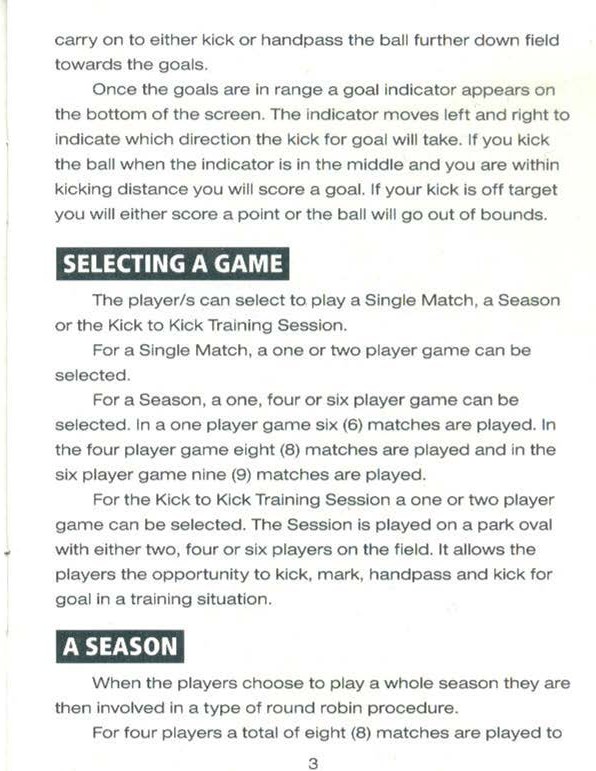 carry on to either kick or handpass the ball further down field
towards the goals.
Once the goals are in range a goal indicator appears on
the bottom of the screen. The indicator moves left and right to
indicate which direction the kick for goal will take. If you kick
the ball when the indicator is in the middle and you are within
kicking distance you will score a goal. If your kick is off target
you will either score a point or the ball will go out of bounds.
SELECTING A GAME
The player/s can select to play a Single Match, a Season
or the Kick to Kick Training Session.
For a Single Match, a one or two player game can be
selected.
For a Season, a one, four or six player game can be
selected. In a one player game six (6) matches are played. In
the four player game eight (8) matches are played and in the
six player game nine (9) matches are played.
For the Kick to Kick Training Session a one or two player
game can be selected. The Session is played on a park oval
with either two, four or six players on the field. It allows the
players the opportunity to kick, mark, handpass and kick for
goal in a training situation.
A SEASON
When the players choose to play a whole season they are
then involved in a type of round robin procedure.
For four players a total of eight (8) matches are played to
3